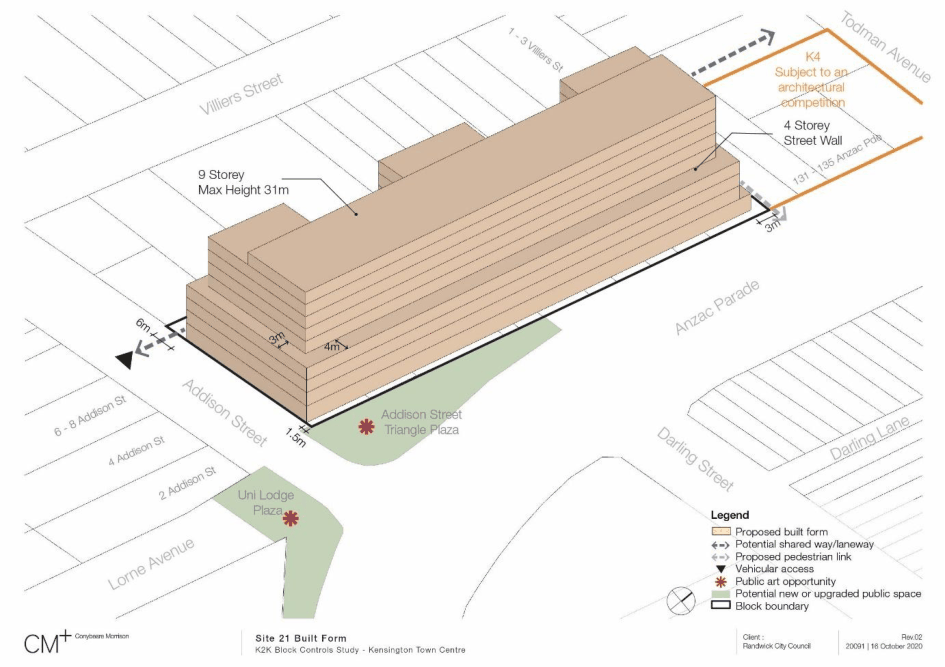 Todman Avenue
1 - 3 Villiers St
K4
Subject to an
architectural
competition
Villiers Street
4 Storey
Street Wall
131 - 135 Anzac Pde
9 Storey
Max Height 31m
3m
Anzac Parade
6m
3m
4m
Addison Street
1.5m
Addison Street
Triangle Plaza
6 - 8 Addison St
4 Addison St
2 Addison St
Uni Lodge
Plaza
Lorne Avenue
Darling Street
Darling Lane
Legend
Proposed built form
Potential shared way/laneway
Proposed pedestrian link
Vehicular access
Public art opportunity
Potential new or upgraded public space
Block boundary
CM+ Conybeare Morrison
Site 21 Built Form
K2K Block Controls Study - Kensington Town Centre
Client :
Randwick City Council
Rev.02
20091 | 16 October 2020